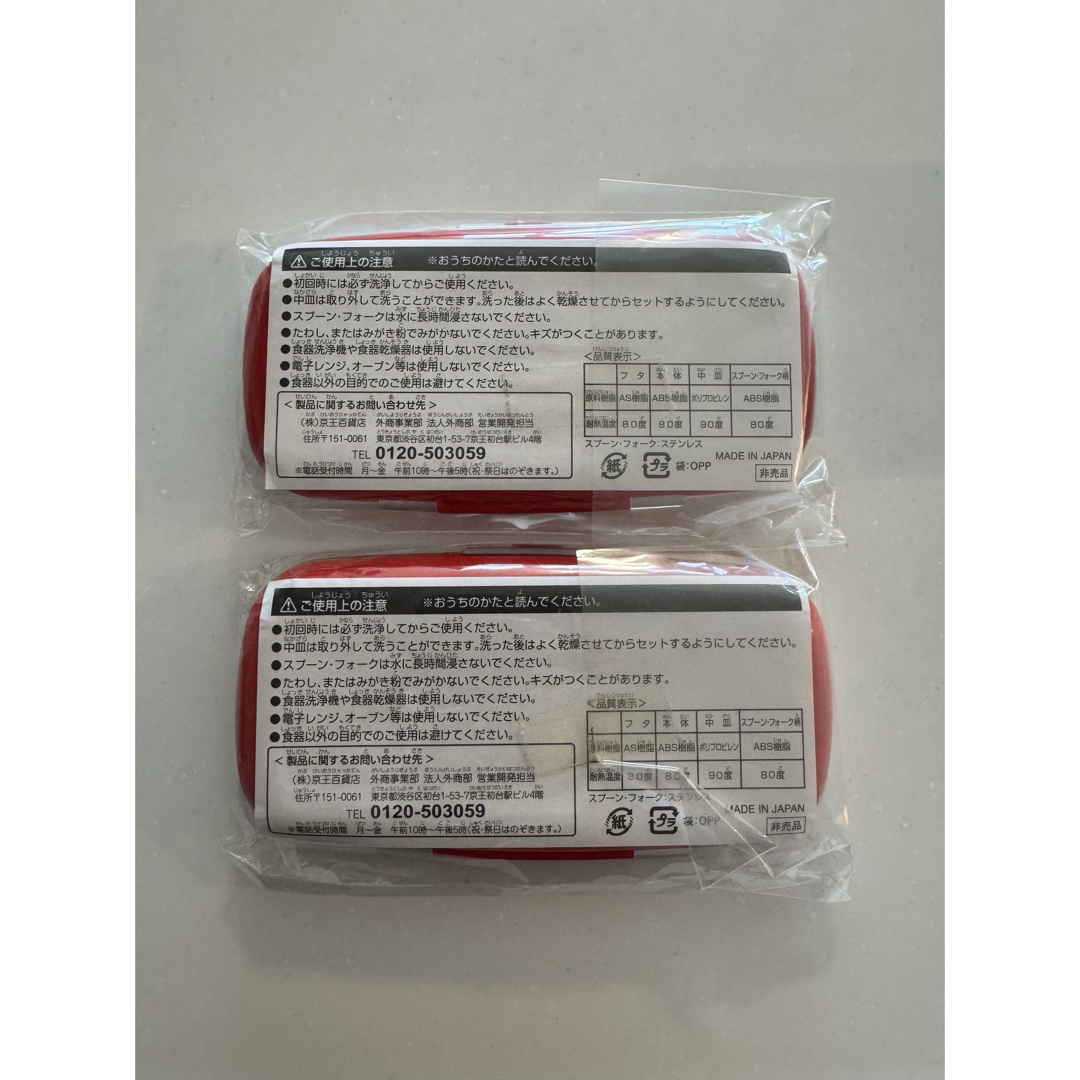 ⚠ご使用上の注意 ※おうちのかたと読んでください。
●初回時には必ず洗浄してからご使用ください。
●中皿は取り外して洗うことができます。洗った後はよく乾燥させてからセットするようにしてください。
●スプーン・フォークは水に長時間浸さないでください。
●たわし、またはみがき粉でみがかないでください。キズがつくことがあります。
●食器洗浄機や食器乾燥器は使用しないでください。
●電子レンジ、オーブン等は使用しないでください。
●食器以外の目的でのご使用は避けてください。
<製品に関するお問い合わせ先>
(株)京王百貨店 外商事業部 法人外商部 営業開発担当
住所〒151-0061 東京都渋谷区初台1-53-7京王初台駅ビル4階
TEL 0120-503059
※電話受付時間 月〜金 午前10時〜午後5時(祝・祭日はのぞきます。)
<品質表示>
フタ 本体 中皿 スプーン・フォーク柄
原料樹脂 AS樹脂 ABS樹脂 ポリプロピレン ABS樹脂
耐熱温度 80度 80度 90度 80度
スプーン・フォーク:ステンレス
紙 プラ 袋:OPP
MADE IN JAPAN
非売品
⚠ご使用上の注意 ※おうちのかたと読んでください。
●初回時には必ず洗浄してからご使用ください。
●中皿は取り外して洗うことができます。洗った後はよく乾燥させてからセットするようにしてください。
●スプーン・フォークは水に長時間浸さないでください。
●たわし、またはみがき粉でみがかないでください。キズがつくことがあります。
●食器洗浄機や食器乾燥器は使用しないでください。
●電子レンジ、オーブン等は使用しないでください。
●食器以外の目的でのご使用は避けてください。
<製品に関するお問い合わせ先>
(株)京王百貨店 外商事業部 法人外商部 営業開発担当
住所〒151-0061 東京都渋谷区初台1-53-7京王初台駅ビル4階
TEL 0120-503059
※電話受付時間 月〜金 午前10時〜午後5時(祝・祭日はのぞきます。)
<品質表示>
フタ 本体 中皿 スプーン・フォーク柄
原料樹脂 AS樹脂 ABS樹脂 ポリプロピレン ABS樹脂
耐熱温度 80度 80度 90度 80度
スプーン・フォーク:ステンレス
紙 プラ 袋:OPP
MADE IN JAPAN
非売品